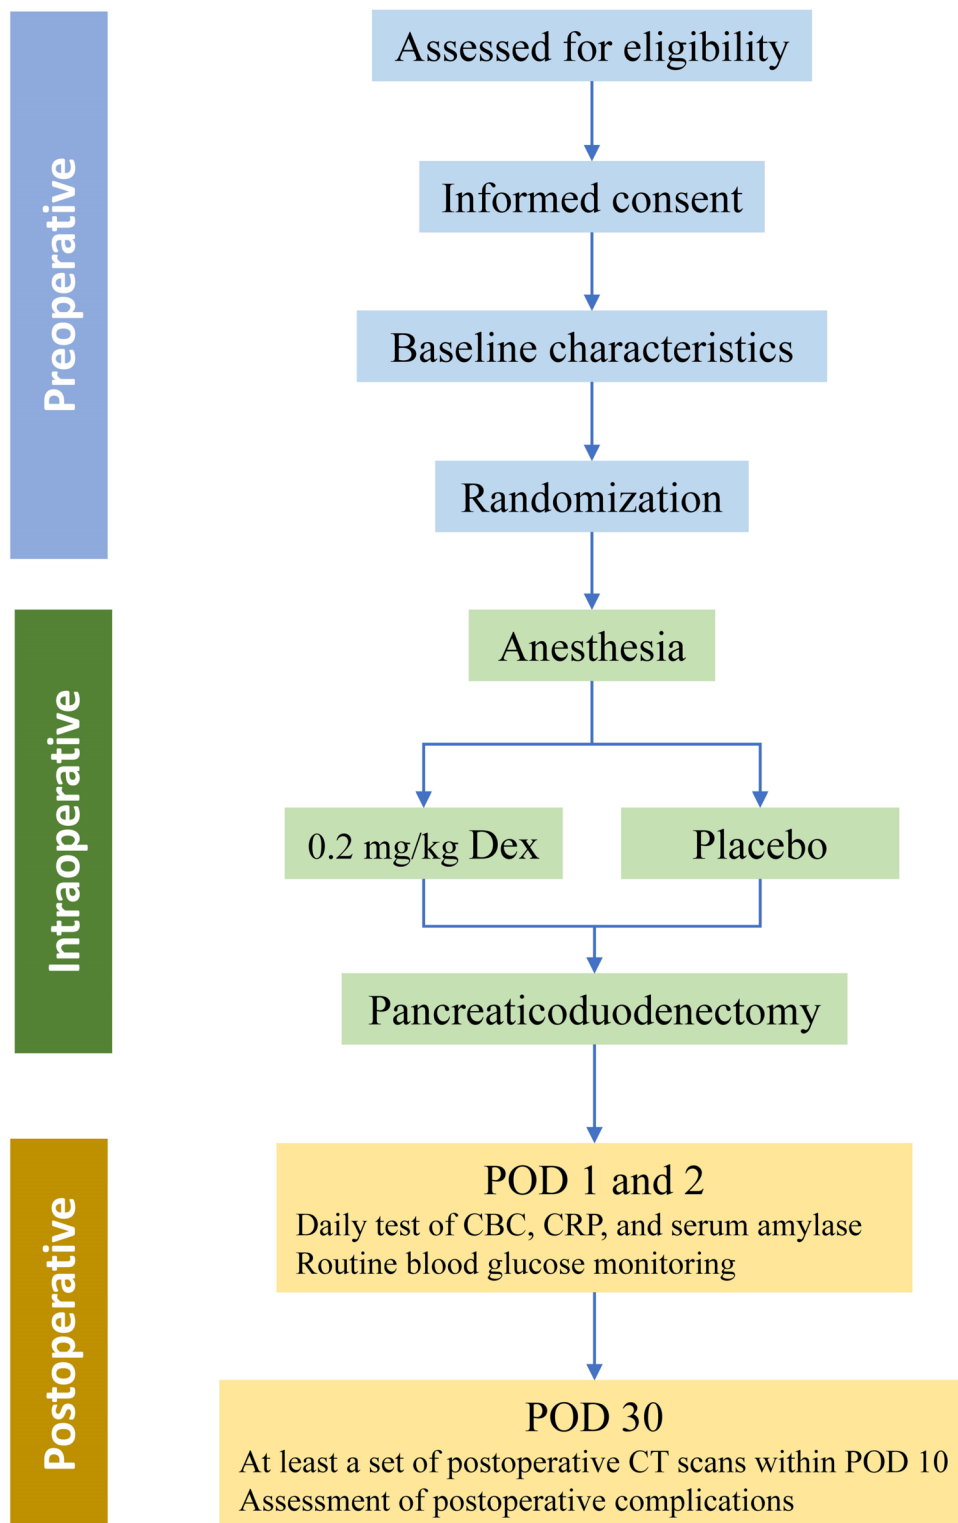 Preoperative
Assessed for eligibility
Informed consent
Baseline characteristics
Randomization
Intraoperative
Anesthesia
0.2 mg/kg Dex
Placebo
Pancreaticoduodenectomy
Postoperative
POD 1 and 2
Daily test of CBC, CRP, and serum amylase
Routine blood glucose monitoring
POD 30
At least a set of postoperative CT scans within POD 10
Assessment of postoperative complications